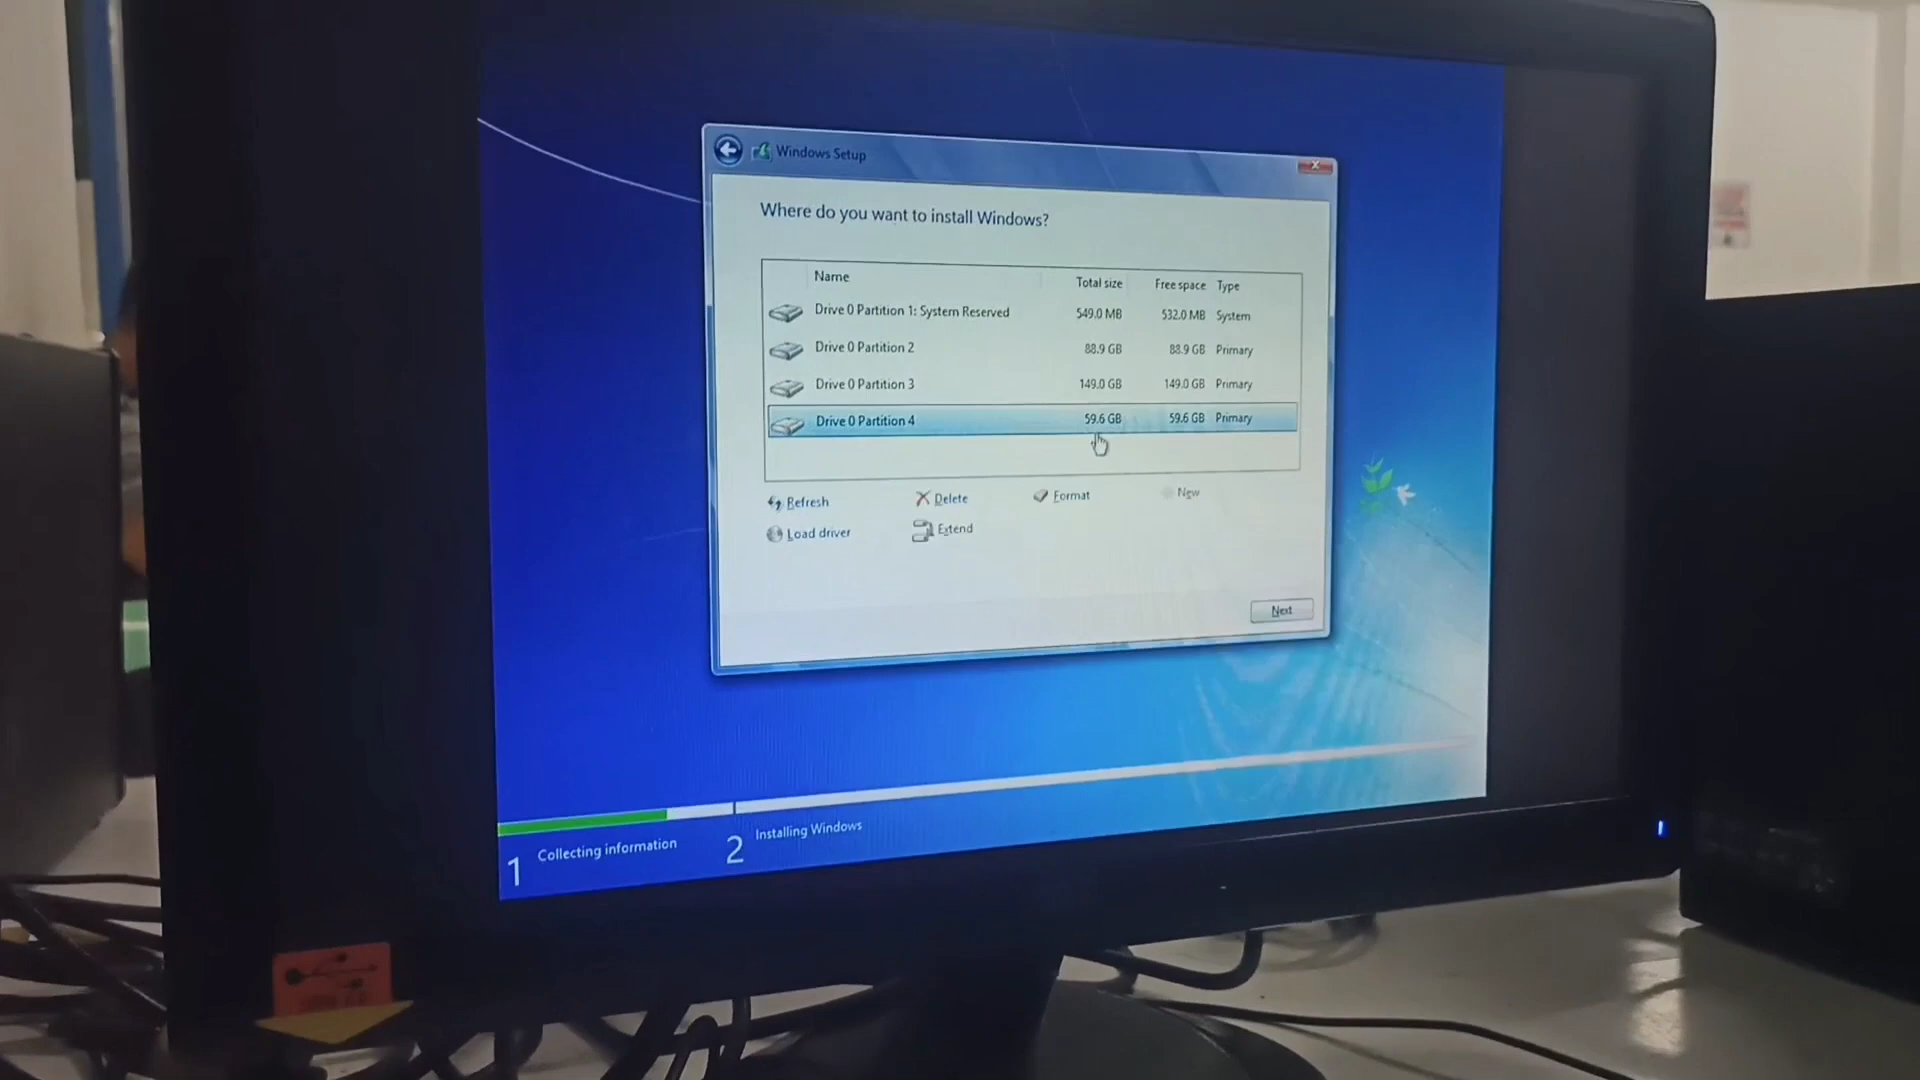 Windows Setup
Where do you want to install Windows?
Name Total size Free space Type
Drive 0 Partition 1: System Reserved 549.0 MB 532.0 MB System
Drive 0 Partition 2 88.9 GB 88.9 GB Primary
Drive 0 Partition 3 149.0 GB 149.0 GB Primary
Drive 0 Partition 4 59.6 GB 59.6 GB Primary
Refresh Delete Format New
Load driver Extend
Next
1 Collecting information 2 Installing Windows